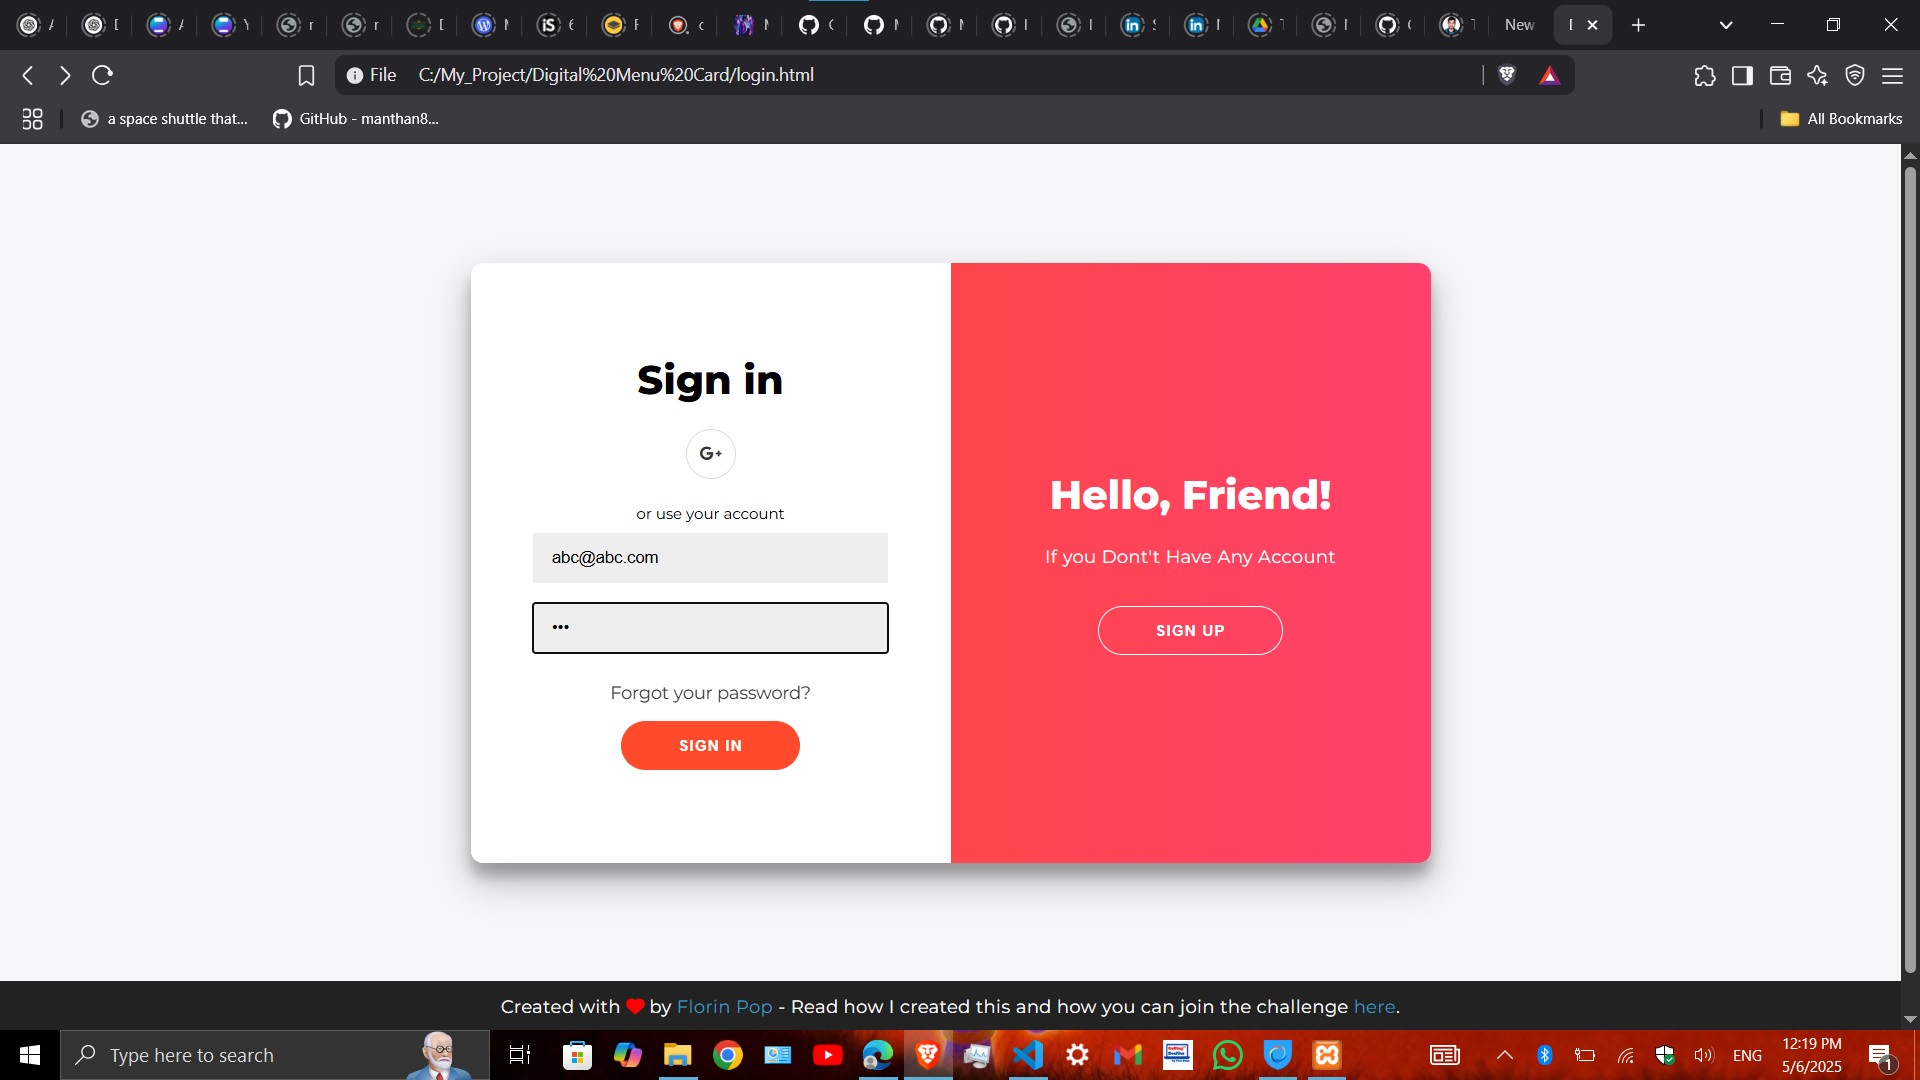 New
File C:/My_Project/Digital%20Menu%20Card/login.html
a space shuttle that... GitHub - manthan8... All Bookmarks
Sign in
G+
or use your account
abc@abc.com
•••
Forgot your password?
SIGN IN
Hello, Friend!
If you Dont't Have Any Account
SIGN UP
Created with ❤ by Florin Pop - Read how I created this and how you can join the challenge here.
Type here to search
ENG
12:19 PM
5/6/2025
1